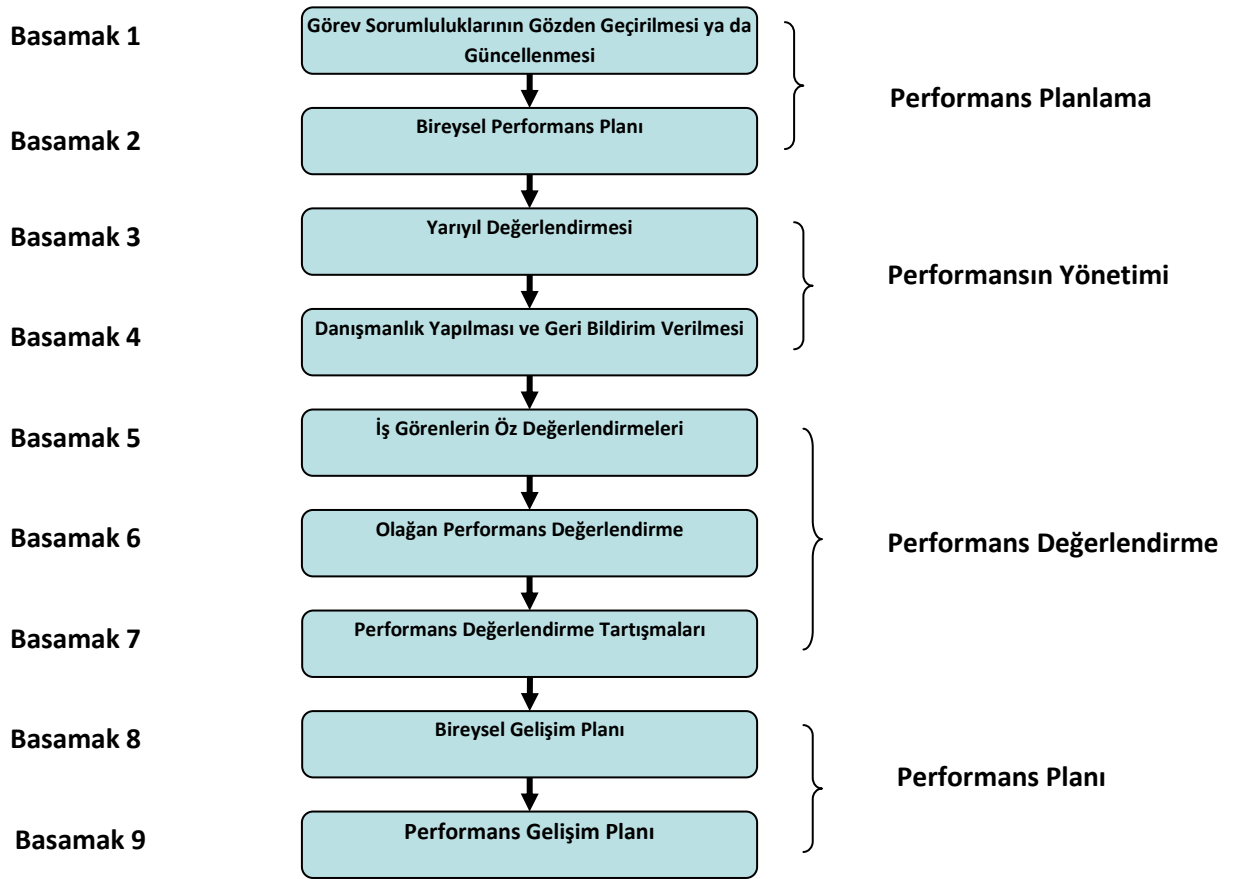 Basamak 1
Görev Sorumluluklarının Gözden Geçirilmesi ya da
Güncellenmesi
Performans Planlama
Basamak 2
Bireysel Performans Planı
Basamak 3
Yarıyıl Değerlendirmesi
Performansın Yönetimi
Basamak 4
Danışmanlık Yapılması ve Geri Bildirim Verilmesi
Basamak 5
İş Görenlerin Öz Değerlendirmeleri
Basamak 6
Olağan Performans Değerlendirme
Performans Değerlendirme
Basamak 7
Performans Değerlendirme Tartışmaları
Basamak 8
Bireysel Gelişim Planı
Performans Planı
Basamak 9
Performans Gelişim Planı